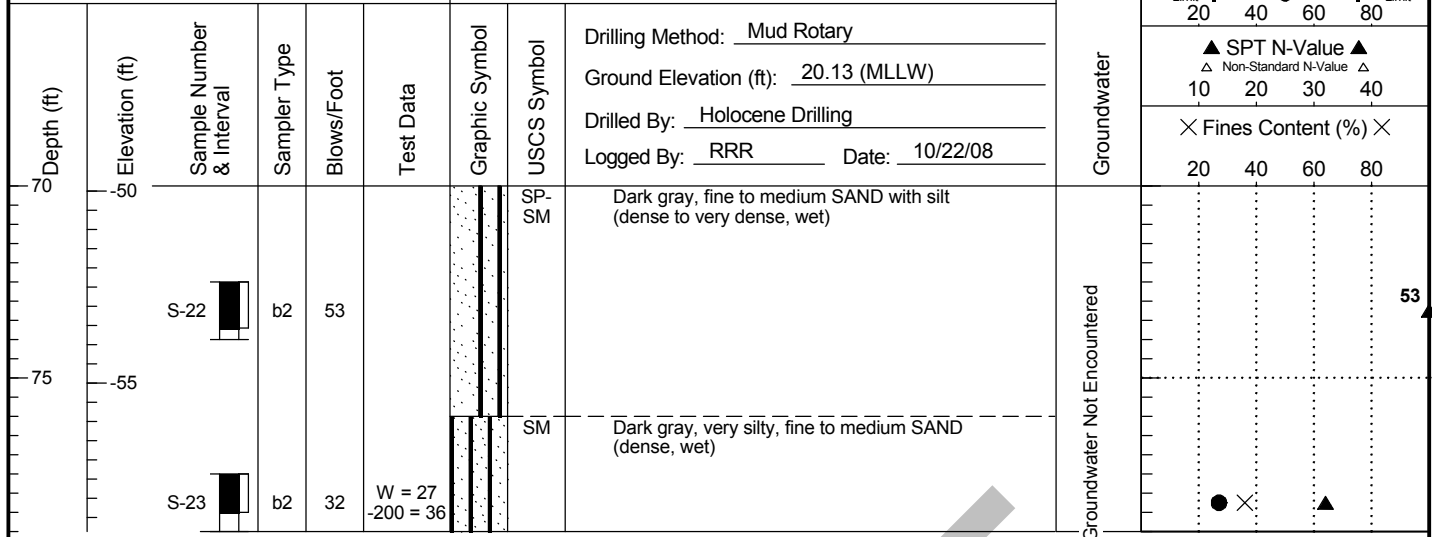 Limit Limit
20 40 60 80
Depth (ft)
Elevation (ft)
Sample Number
& Interval
Sampler Type
Blows/Foot
Test Data
Graphic Symbol
USCS Symbol
Drilling Method: Mud Rotary
Ground Elevation (ft): 20.13 (MLLW)
Drilled By: Holocene Drilling
Logged By: RRR Date: 10/22/08
Groundwater
▲ SPT N-Value ▲
△ Non-Standard N-Value △
10 20 30 40
× Fines Content (%) ×
20 40 60 80
70 -50
SP-
SM
Dark gray, fine to medium SAND with silt
(dense to very dense, wet)
S-22 b2 53
53
75 -55
Groundwater Not Encountered
SM
Dark gray, very silty, fine to medium SAND
(dense, wet)
S-23 b2 32
W = 27
-200 = 36